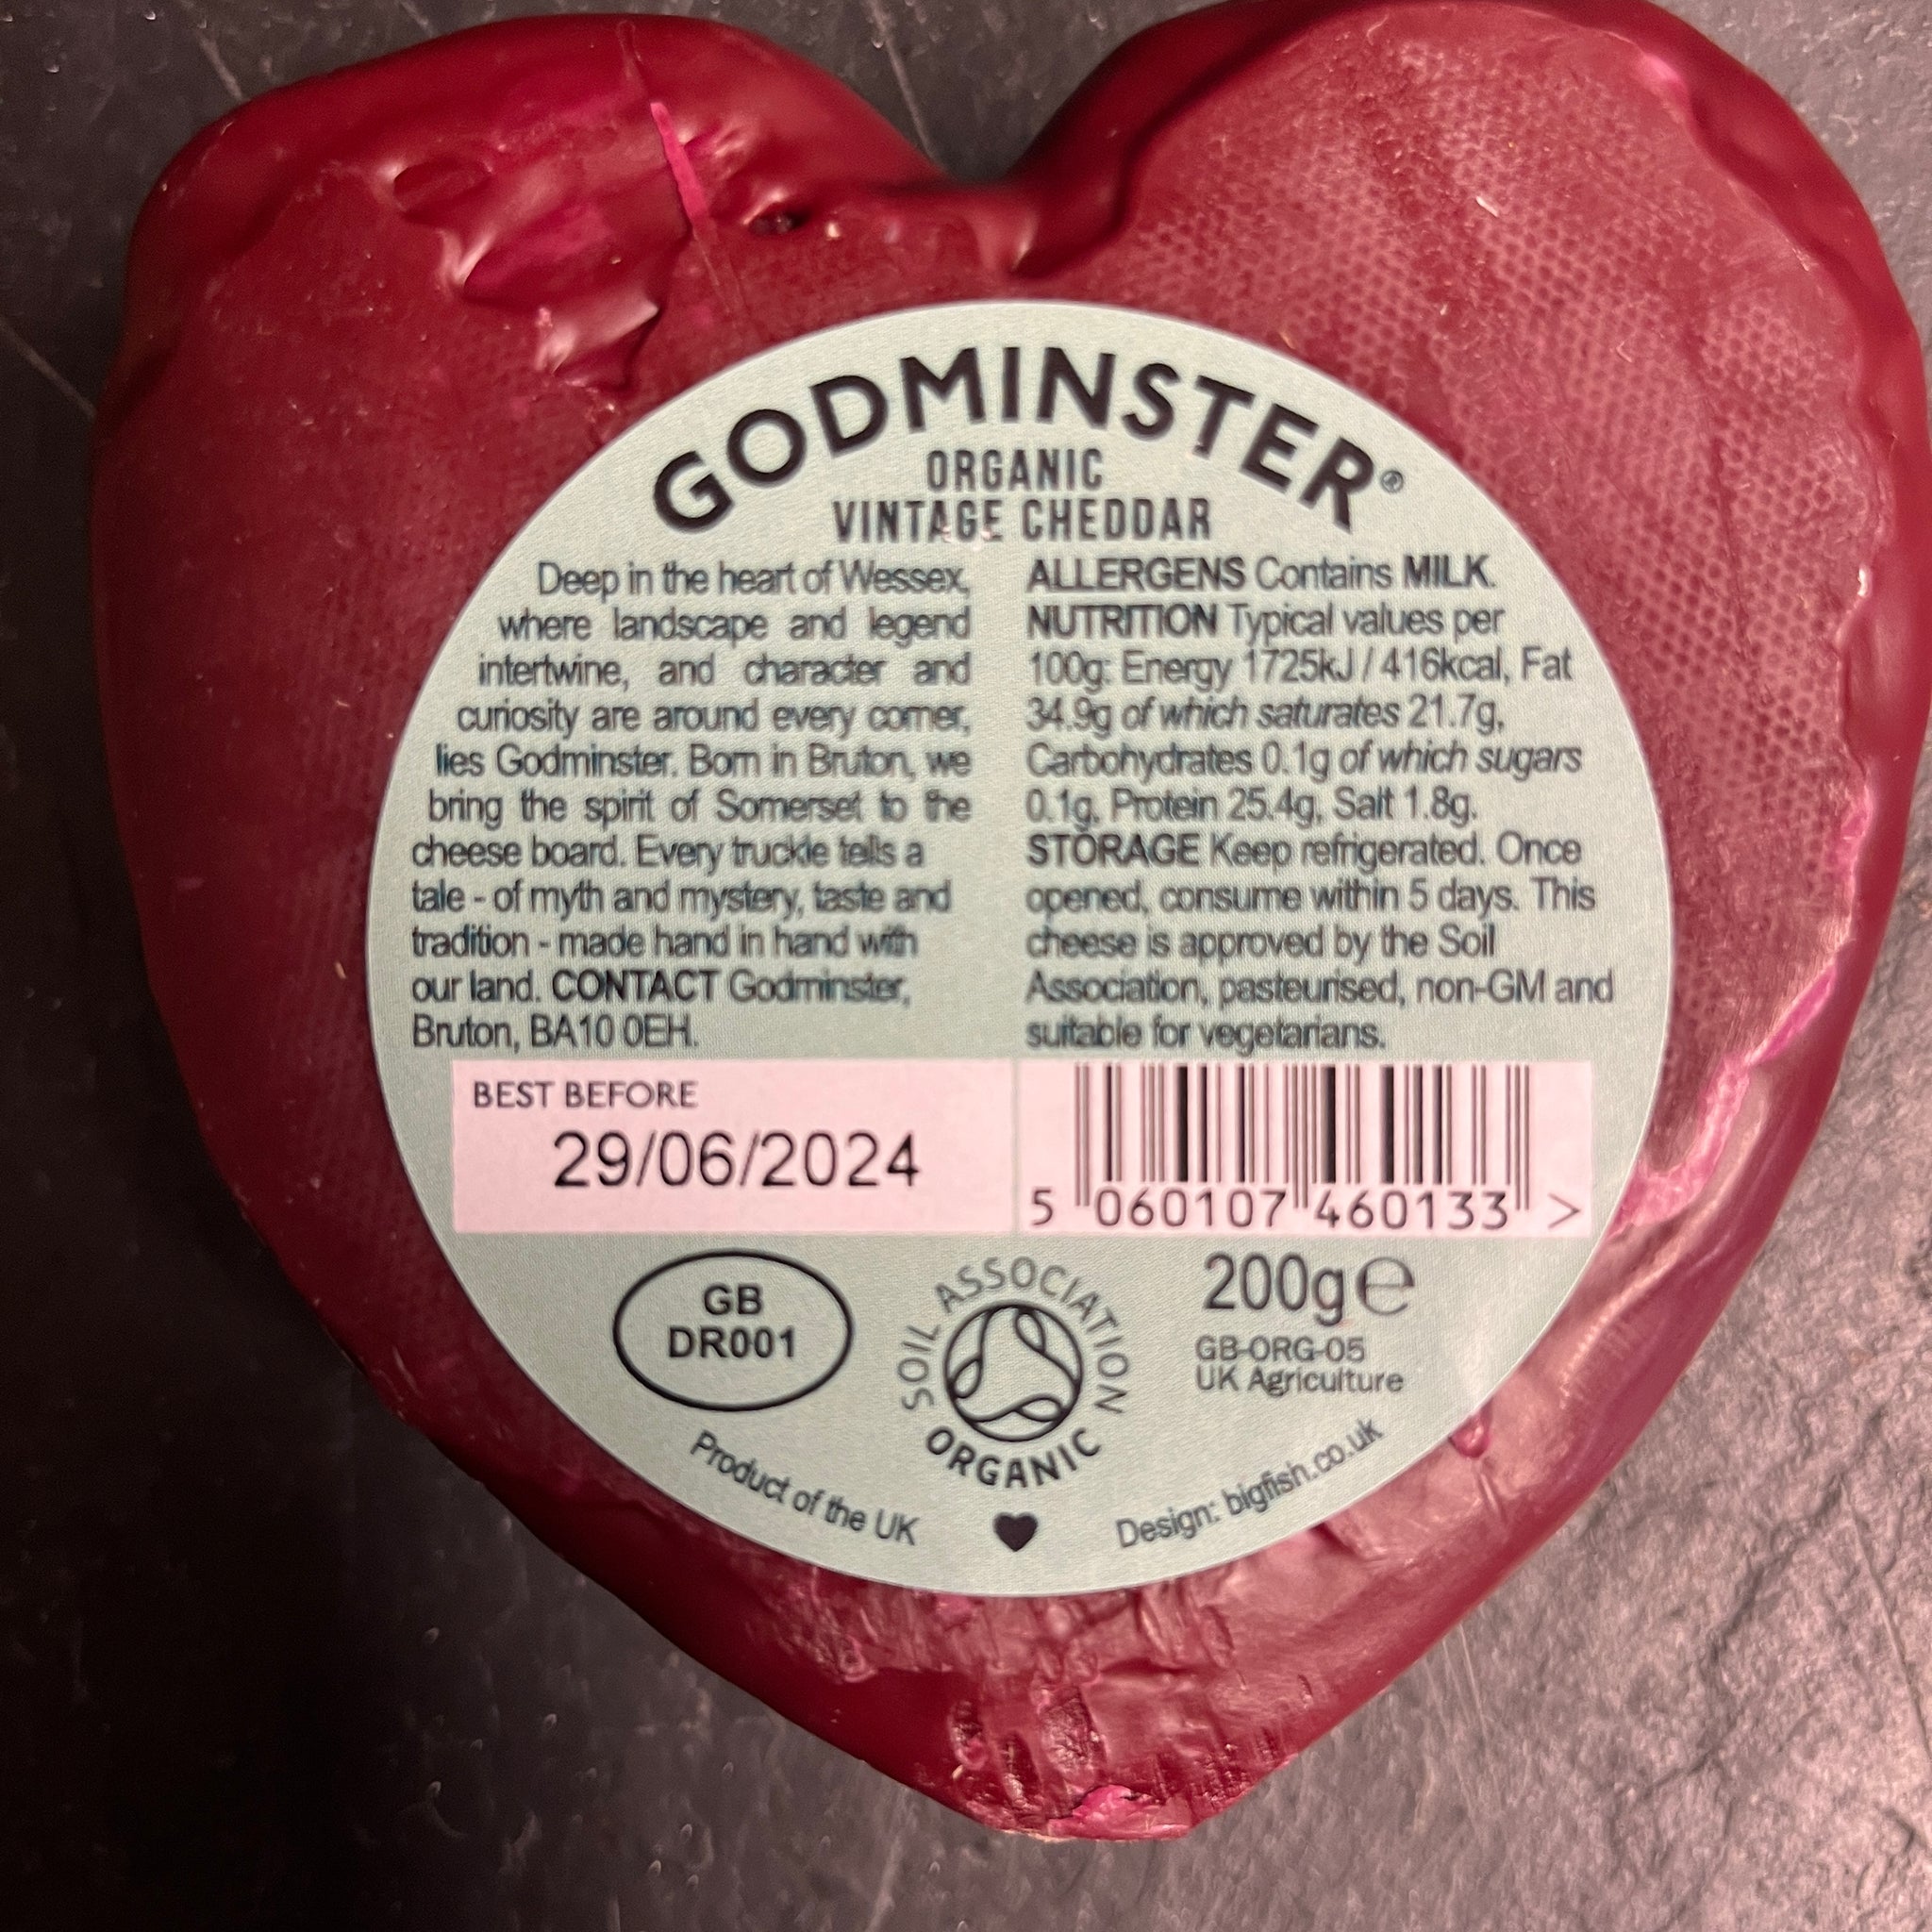 GODMINSTER®
ORGANIC
VINTAGE CHEDDAR
Deep in the heart of Wessex,
where landscape and legend
intertwine, and character and
curiosity are around every corner,
lies Godminster. Born in Bruton, we
bring the spirit of Somerset to the
cheese board. Every truckle tells a
tale - of myth and mystery, taste and
tradition - made hand in hand with
our land. CONTACT Godminster,
Bruton, BA10 0EH.
ALLERGENS Contains MILK.
NUTRITION Typical values per
100g: Energy 1725kJ / 416kcal, Fat
34.9g of which saturates 21.7g,
Carbohydrates 0.1g of which sugars
0.1g, Protein 25.4g, Salt 1.8g.
STORAGE Keep refrigerated. Once
opened, consume within 5 days. This
cheese is approved by the Soil
Association, pasteurised, non-GM and
suitable for vegetarians.
BEST BEFORE
29/06/2024
5 060107 460133 >
GB
DR001
SOIL ASSOCIATION
ORGANIC
200g e
GB-ORG-05
UK Agriculture
Product of the UK
Design: bigfish.co.uk